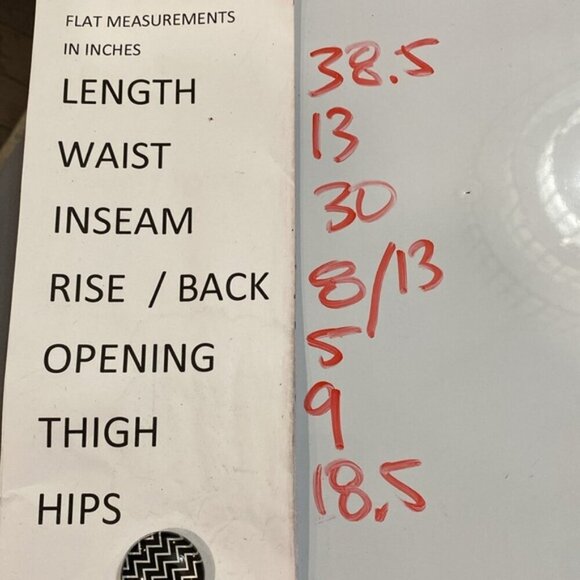 FLAT MEASUREMENTS
IN INCHES
LENGTH 38.5
WAIST 13
INSEAM 30
RISE / BACK 8/13
OPENING 5
THIGH 9
HIPS 18.5